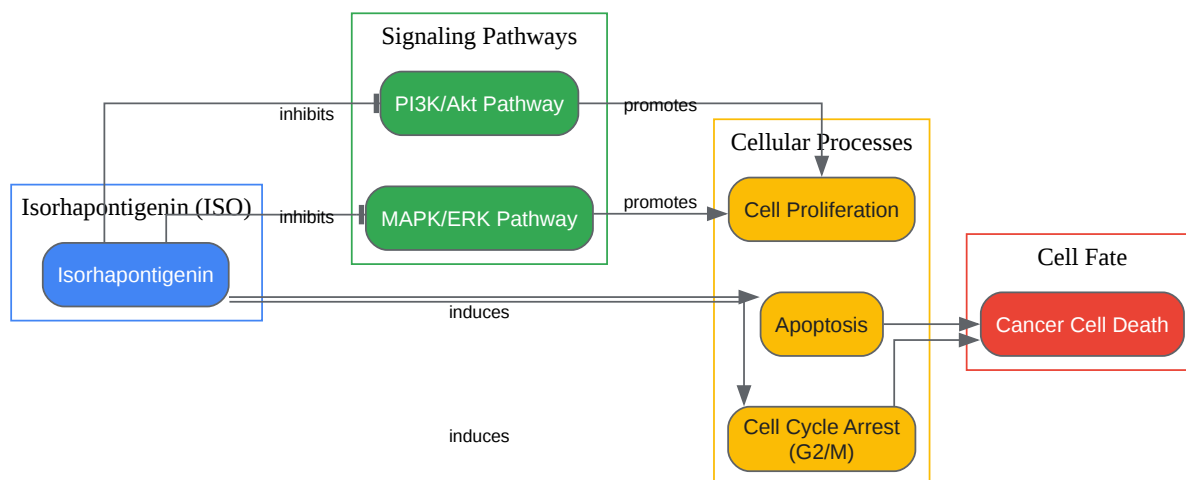 Signaling Pathways
PI3K/Akt Pathway
inhibits
promotes
Cellular Processes
Isorhapontigenin (ISO)
MAPK/ERK Pathway
inhibits
promotes
Cell Proliferation
Isorhapontigenin
induces
Apoptosis
Cell Fate
Cancer Cell Death
induces
Cell Cycle Arrest
(G2/M)